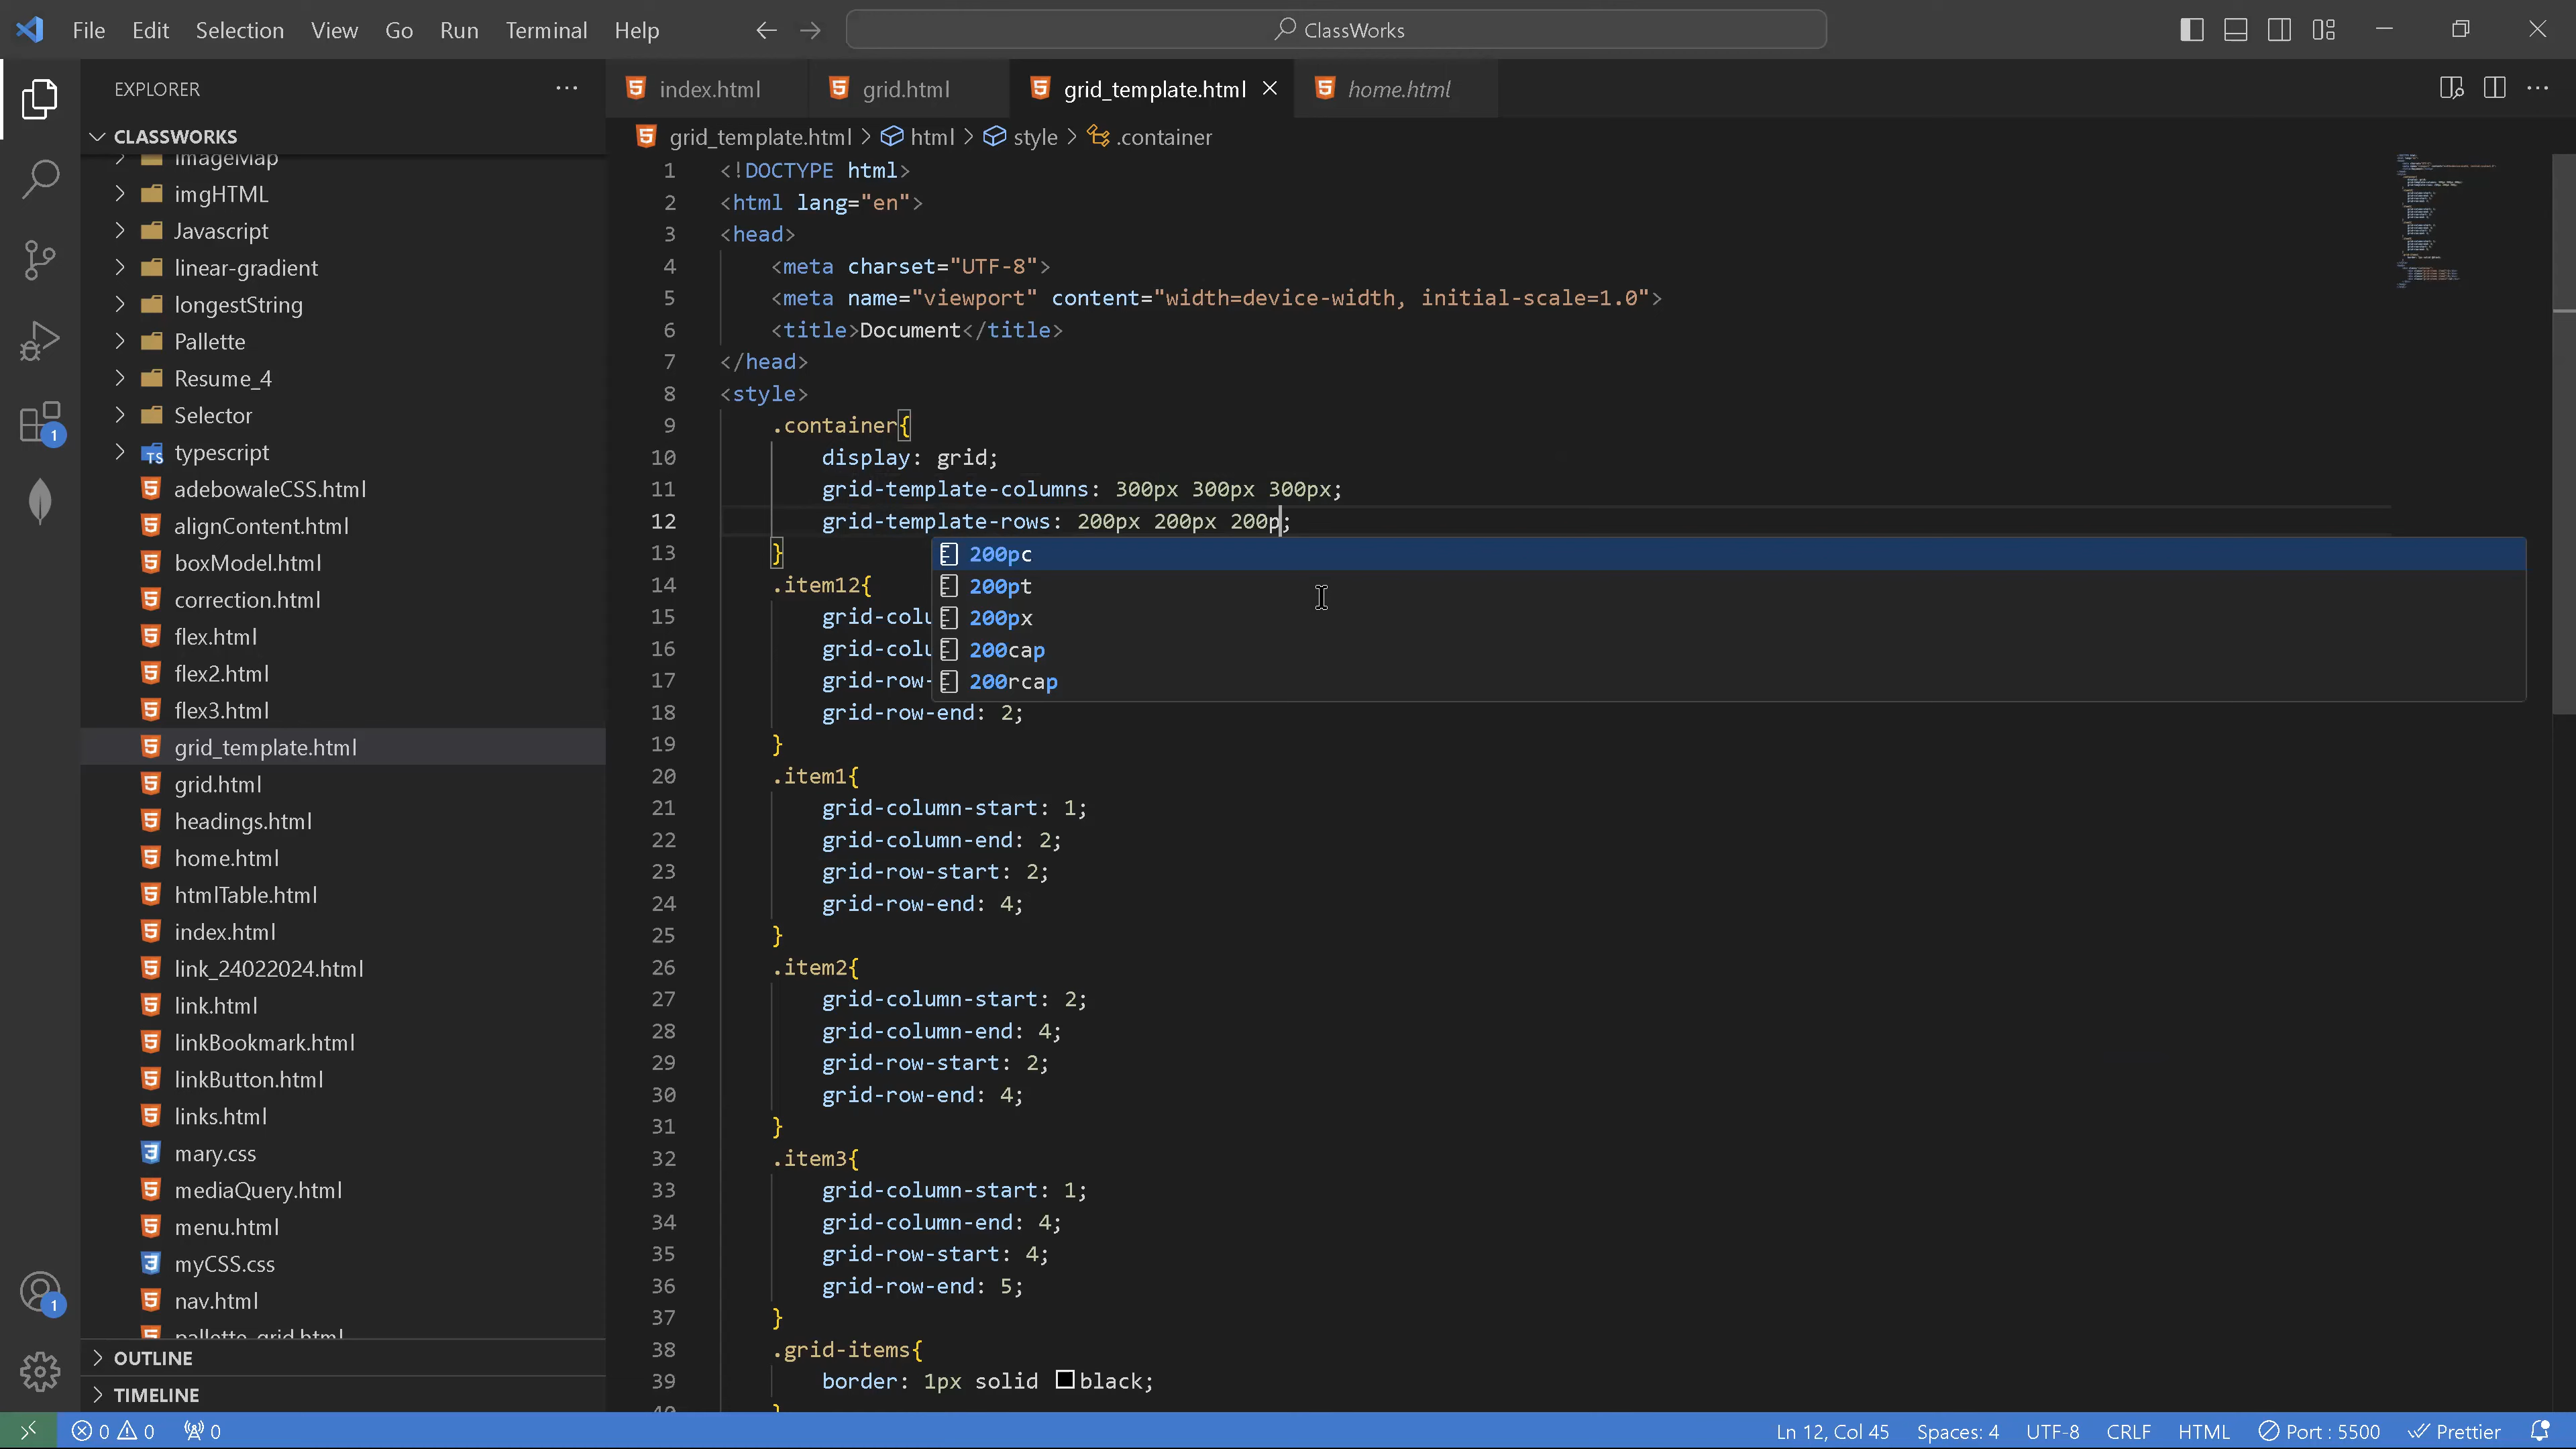 File Edit Selection View Go Run Terminal Help ClassWorks
EXPLORER
CLASSWORKS
imageMap
imgHTML
Javascript
linear-gradient
longestString
Pallette
Resume_4
Selector
TS typescript
adebowaleCSS.html
alignContent.html
boxModel.html
correction.html
flex.html
flex2.html
flex3.html
grid_template.html
grid.html
headings.html
home.html
htmlTable.html
index.html
link_24022024.html
link.html
linkBookmark.html
linkButton.html
links.html
mary.css
mediaQuery.html
menu.html
myCSS.css
nav.html
pallette_grid.html
OUTLINE
TIMELINE
1
1
index.html grid.html grid_template.html home.html
grid_template.html > html > style > .container
1 <!DOCTYPE html>
2 <html lang="en">
3 <head>
4 <meta charset="UTF-8">
5 <meta name="viewport" content="width=device-width, initial-scale=1.0">
6 <title>Document</title>
7 </head>
8 <style>
9 .container{
10 display: grid;
11 grid-template-columns: 300px 300px 300px;
12 grid-template-rows: 200px 200px 200p;
13 }
200pc
200pt
200px
200cap
200rcap
14 .item12{
15 grid-colu
16 grid-colu
17 grid-row-
18 grid-row-end: 2;
19 }
20 .item1{
21 grid-column-start: 1;
22 grid-column-end: 2;
23 grid-row-start: 2;
24 grid-row-end: 4;
25 }
26 .item2{
27 grid-column-start: 2;
28 grid-column-end: 4;
29 grid-row-start: 2;
30 grid-row-end: 4;
31 }
32 .item3{
33 grid-column-start: 1;
34 grid-column-end: 4;
35 grid-row-start: 4;
36 grid-row-end: 5;
37 }
38 .grid-items{
39 border: 1px solid black;
40 }
0 0 0 Ln 12, Col 45 Spaces: 4 UTF-8 CRLF HTML Port : 5500 Prettier